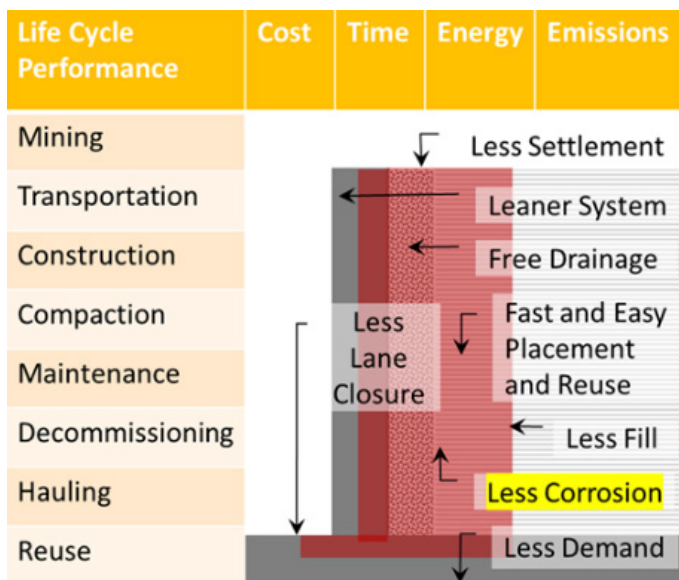 Life Cycle
Performance
Cost
Time
Energy
Emissions
Mining
Transportation
Construction
Compaction
Maintenance
Decommissioning
Hauling
Reuse
Less Settlement
Leaner System
Free Drainage
Less
Lane
Closure
Fast and Easy
Placement
and Reuse
Less Fill
Less Corrosion
Less Demand